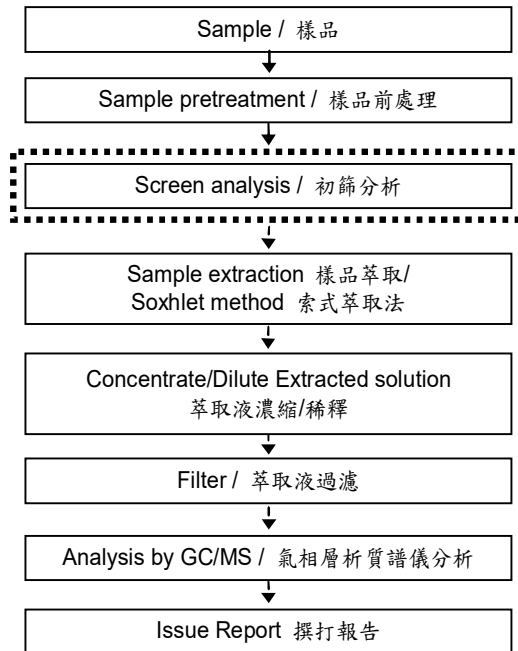 Sample / 樣品
Sample pretreatment / 樣品前處理
Screen analysis / 初篩分析
Sample extraction 樣品萃取/
Soxhlet method 索式萃取法
Concentrate/Dilute Extracted solution
萃取液濃縮/稀釋
Filter / 萃取液過濾
Analysis by GC/MS / 氣相層析質譜儀分析
Issue Report 撰打報告